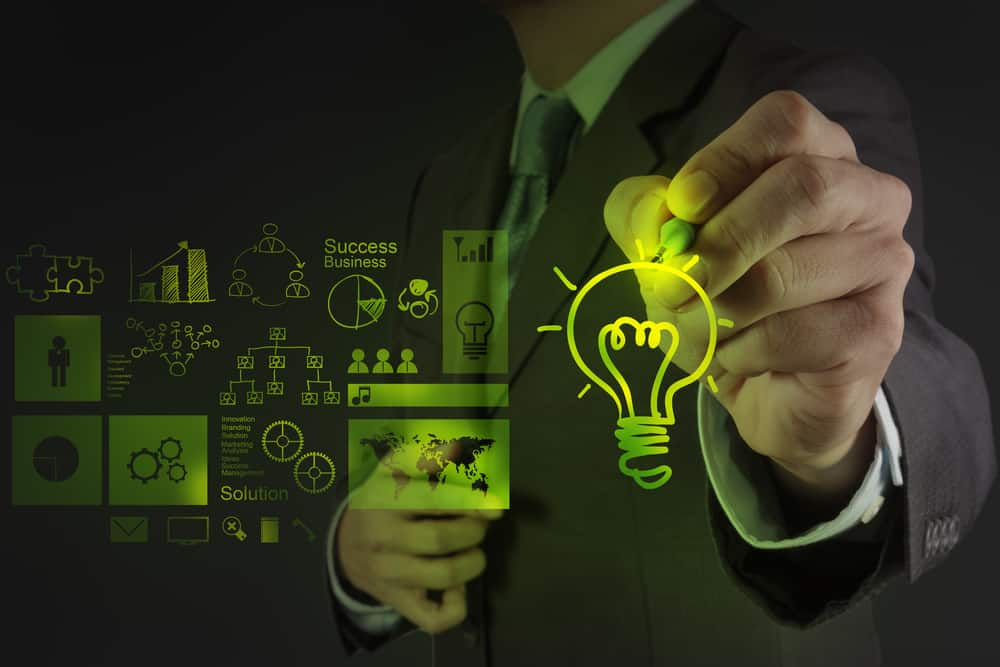 Success
Business
Innovation
Branding
Solution
Marketing
Analysis
Ideas
Success
Management
Solution